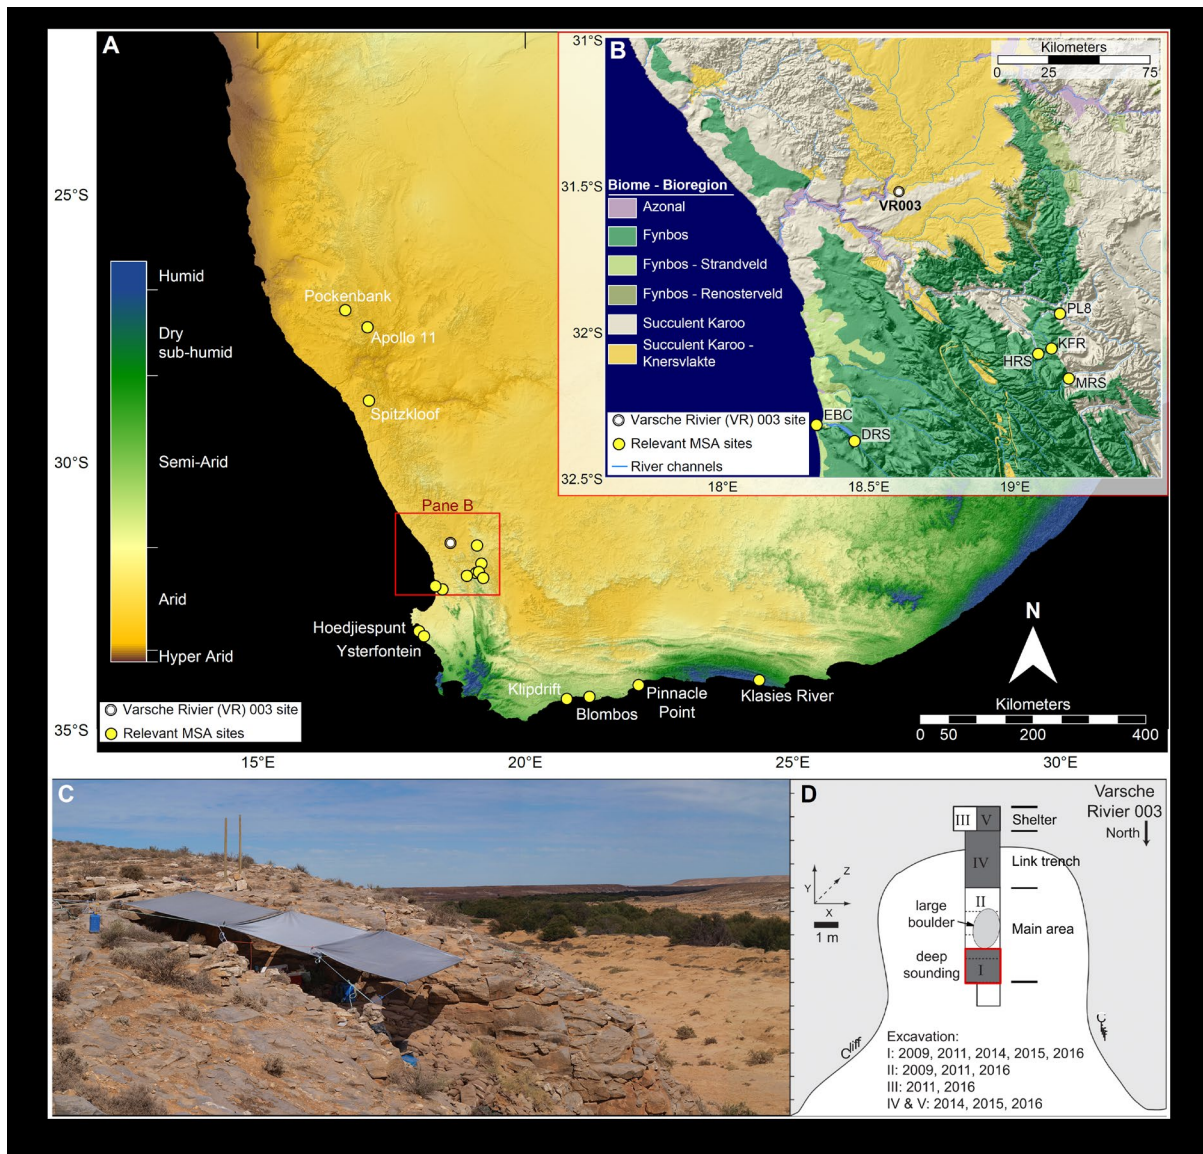 A
25°S
30°S
35°S
15°E
20°E
25°E
30°E
Humid
Dry
sub-humid
Semi-Arid
Arid
Hyper Arid
Pockenbank
Apollo 11
Spitzkloof
Pane B
Hoedjiespunt
Ysterfontein
Klipdrift
Blombos
Pinnacle
Point
Klasies River
N
Kilometers
0 50 200 400
Varsche Rivier (VR) 003 site
Relevant MSA sites
B
31°S
31.5°S
32°S
32.5°S
18°E
18.5°E
19°E
Kilometers
0 25 50 75
Biome - Bioregion
Azonal
Fynbos
Fynbos - Strandveld
Fynbos - Renosterveld
Succulent Karoo
Succulent Karoo -
Knersvlakte
Varsche Rivier (VR) 003 site
Relevant MSA sites
River channels
VR003
PL8
KFR
HRS
MRS
EBC
DRS
C
D
Varsche
Rivier 003
North
III
V
Shelter
IV
Link trench
II
large
boulder
Main area
deep
sounding
I
Y
Z
X
1 m
Cliff
Cliff
Excavation:
I: 2009, 2011, 2014, 2015, 2016
II: 2009, 2011, 2016
III: 2011, 2016
IV & V: 2014, 2015, 2016